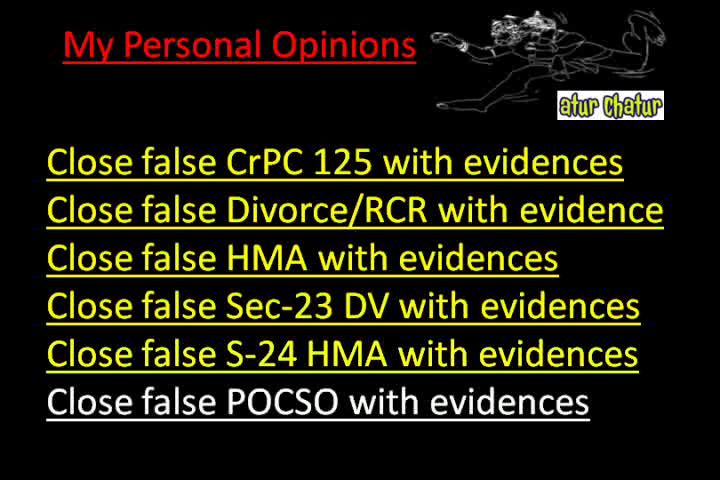 My Personal Opinions
atur chatur
Close false CrPC 125 with evidences
Close false Divorce/RCR with evidence
Close false HMA with evidences
Close false Sec-23 DV with evidences
Close false S-24 HMA with evidences
Close false POCSO with evidences